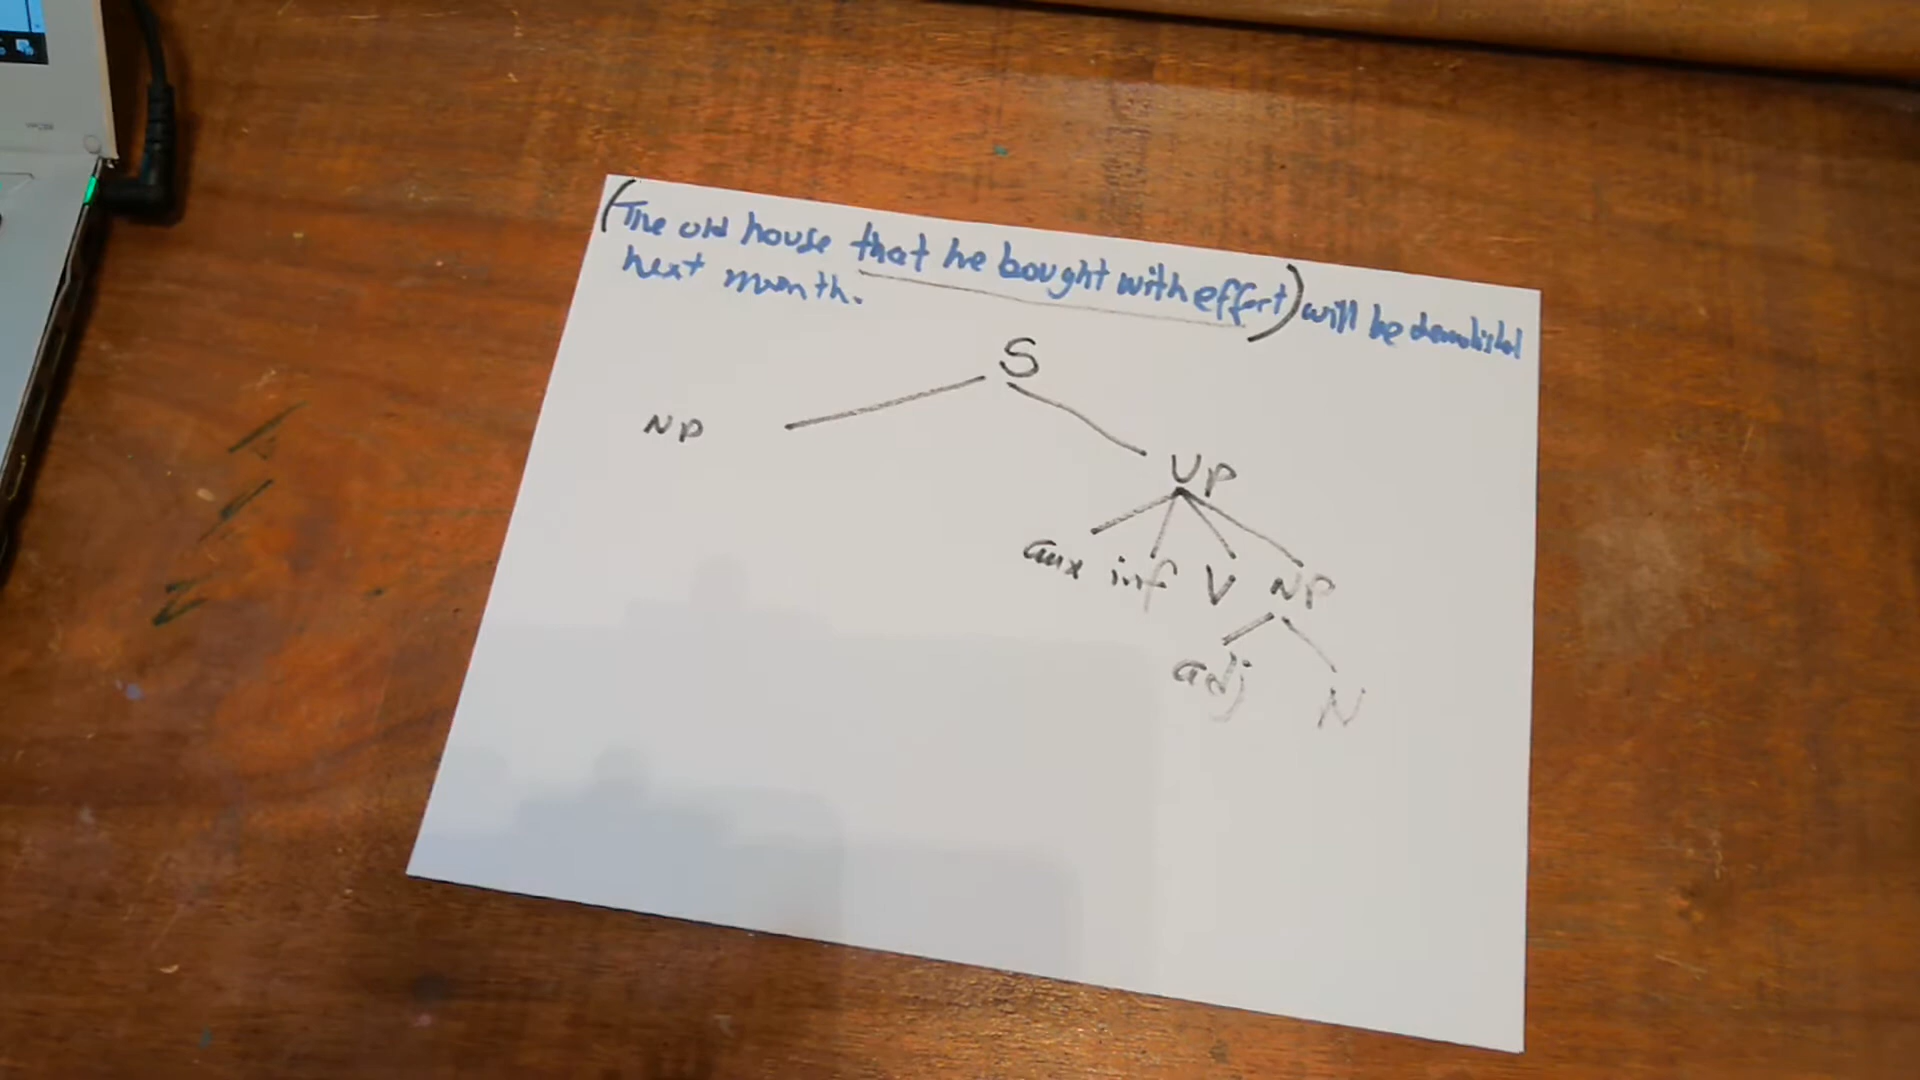 (The old house that he bought with effort) will be demolished
next month.
S
NP
VP
aux inf V NP
adj N